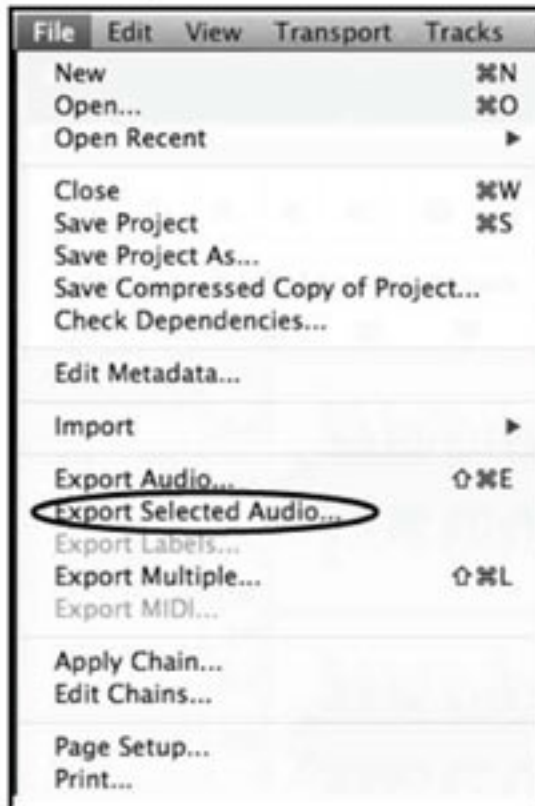 File Edit View Transport Tracks
New ⌘N
Open... ⌘O
Open Recent ▶
Close ⌘W
Save Project ⌘S
Save Project As...
Save Compressed Copy of Project...
Check Dependencies...
Edit Metadata...
Import ▶
Export Audio... ⇧⌘E
Export Selected Audio...
Export Labels...
Export Multiple... ⇧⌘L
Export MIDI...
Apply Chain...
Edit Chains...
Page Setup...
Print...